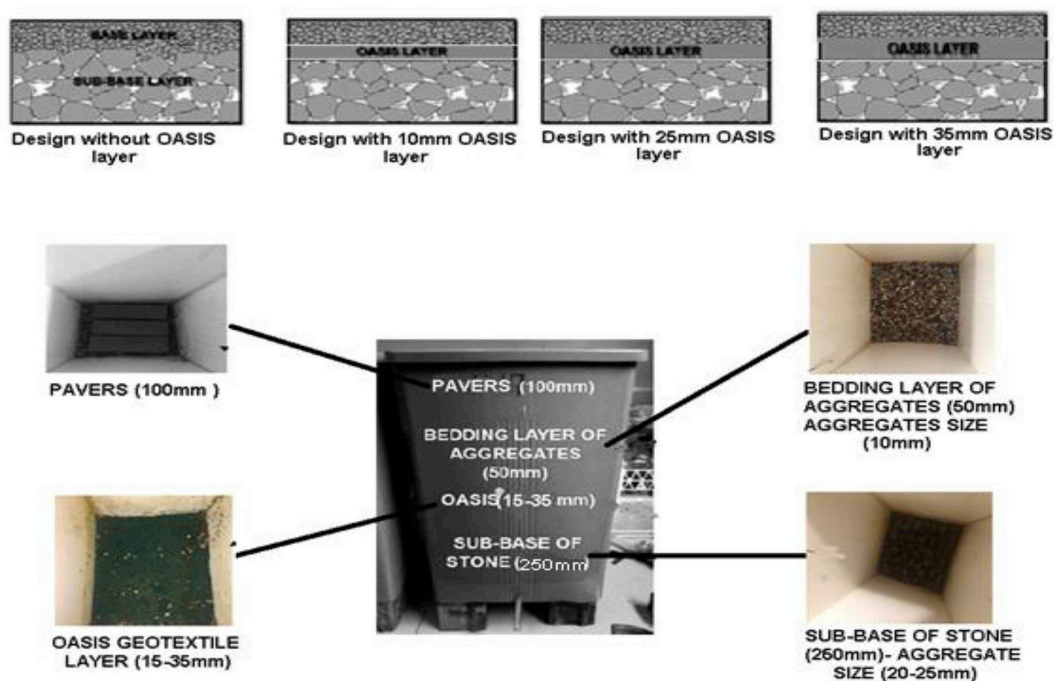 BASE LAYER
SUB-BASE LAYER
Design without OASIS
layer
OASIS LAYER
Design with 10mm OASIS
layer
OASIS LAYER
Design with 25mm OASIS
layer
OASIS LAYER
Design with 35mm OASIS
layer
PAVERS (100mm )
PAVERS (100mm)
BEDDING LAYER OF
AGGREGATES
(50mm)
OASIS(15-35 mm)
SUB-BASE OF
STONE (250mm)
BEDDING LAYER OF
AGGREGATES (50mm)
AGGREGATES SIZE
(10mm)
OASIS GEOTEXTILE
LAYER (15-35mm)
SUB-BASE OF STONE
(250mm)- AGGREGATE
SIZE (20-25mm)